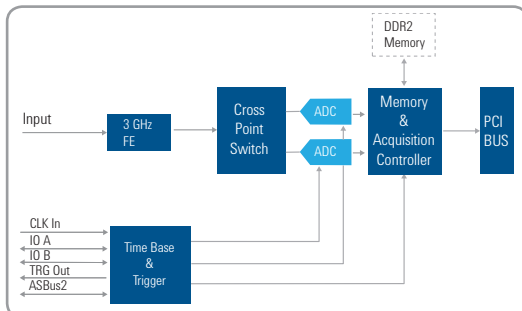 DDR2
Memory
Input
3 GHz
FE
Cross
Point
Switch
ADC
ADC
Memory
&
Acquisition
Controller
PCI
BUS
CLK In
IO A
IO B
TRG Out
ASBus2
Time Base
&
Trigger